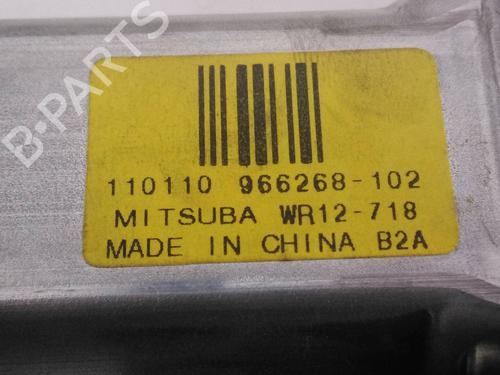 B-PARTS
110110 966268-102
MITSUBA WR12-718
MADE IN CHINA B2A